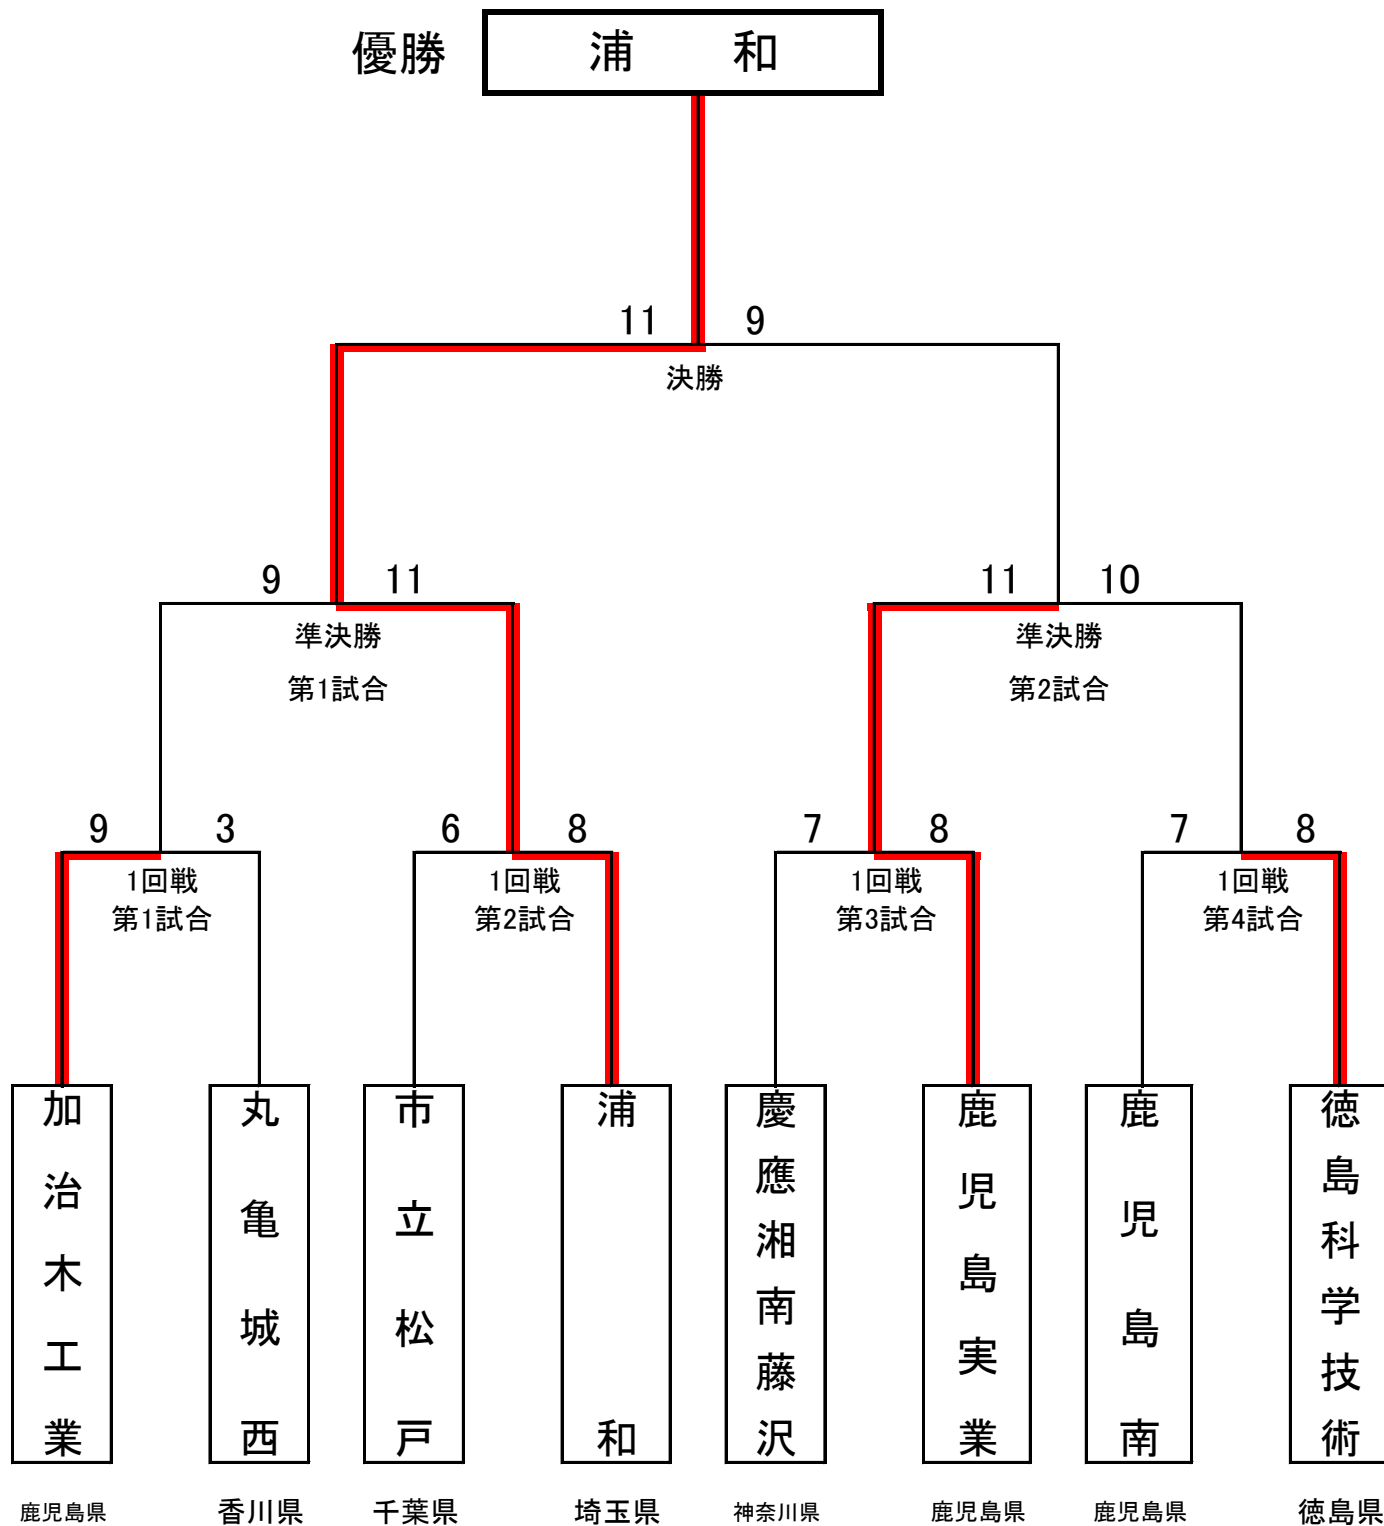 優勝
浦和
11 9
決勝
9 11
準決勝
第1試合
11 10
準決勝
第2試合
9 3
1回戦
第1試合
6 8
1回戦
第2試合
7 8
1回戦
第3試合
7 8
1回戦
第4試合
加治木工業
丸亀城西
市立松戸
浦和
慶應湘南藤沢
鹿児島実業
鹿児島南
徳島科学技術
鹿児島県
香川県
千葉県
埼玉県
神奈川県
鹿児島県
鹿児島県
徳島県